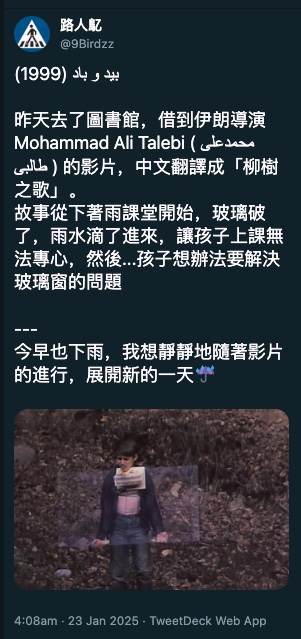 路人乿
@9Birdzz
(1999) بید و باد
昨天去了圖書館，借到伊朗導演
Mohammad Ali Talebi ( محمدعلی
طالبی ) 的影片，中文翻譯成「柳樹
之歌」。
故事從下著雨課堂開始，玻璃破
了，雨水滴了進來，讓孩子上課無
法專心，然後...孩子想辦法要解決
玻璃窗的問題
---
今早也下雨，我想靜靜地隨著影片
的進行，展開新的一天☔
4:08am · 23 Jan 2025 · TweetDeck Web App